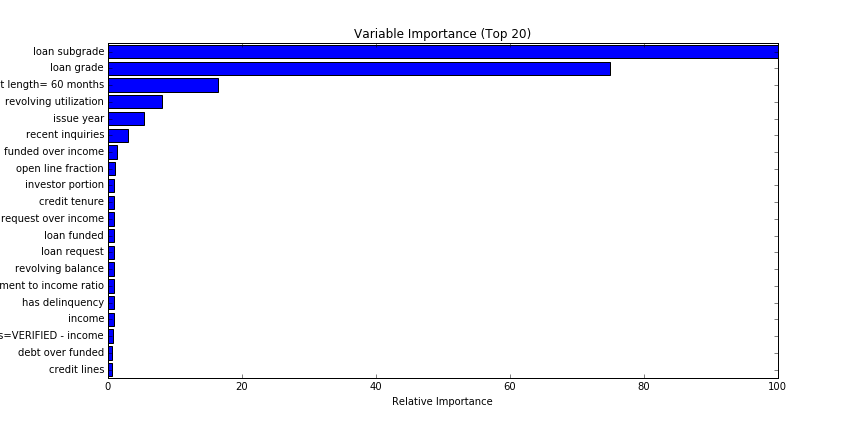 Variable Importance (Top 20)
loan subgrade
loan grade
t length= 60 months
revolving utilization
issue year
recent inquiries
funded over income
open line fraction
investor portion
credit tenure
request over income
loan funded
loan request
revolving balance
ment to income ratio
has delinquency
income
s=VERIFIED - income
debt over funded
credit lines
0 20 40 60 80 100
Relative Importance